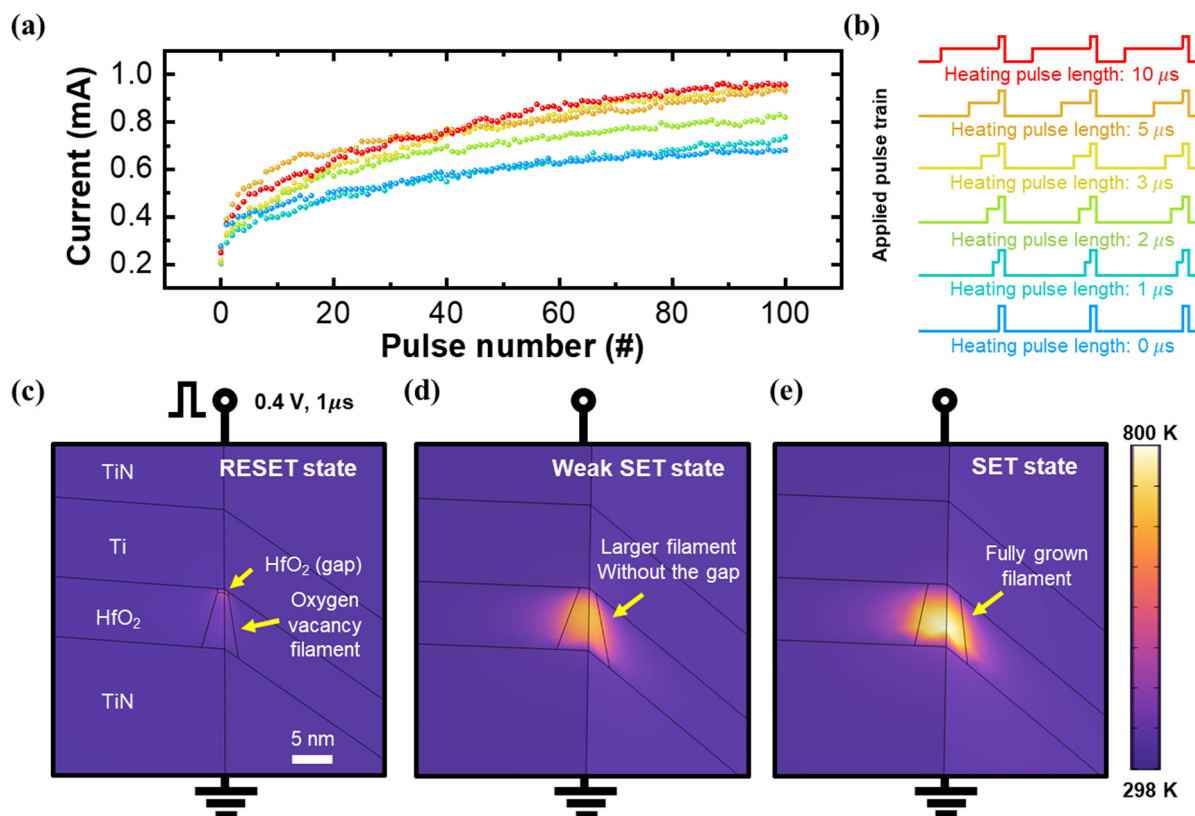 (a)
Current (mA)
1.0
0.8
0.6
0.4
0.2
0
20
40
60
80
100
Pulse number (#)
(b)
Applied pulse train
Heating pulse length: 10 μs
Heating pulse length: 5 μs
Heating pulse length: 3 μs
Heating pulse length: 2 μs
Heating pulse length: 1 μs
Heating pulse length: 0 μs
(c)
0.4 V, 1μs
RESET state
TiN
Ti
HfO₂ (gap)
HfO₂
Oxygen
vacancy
filament
TiN
5 nm
(d)
Weak SET state
Larger filament
Without the gap
(e)
SET state
Fully grown
filament
800 K
298 K